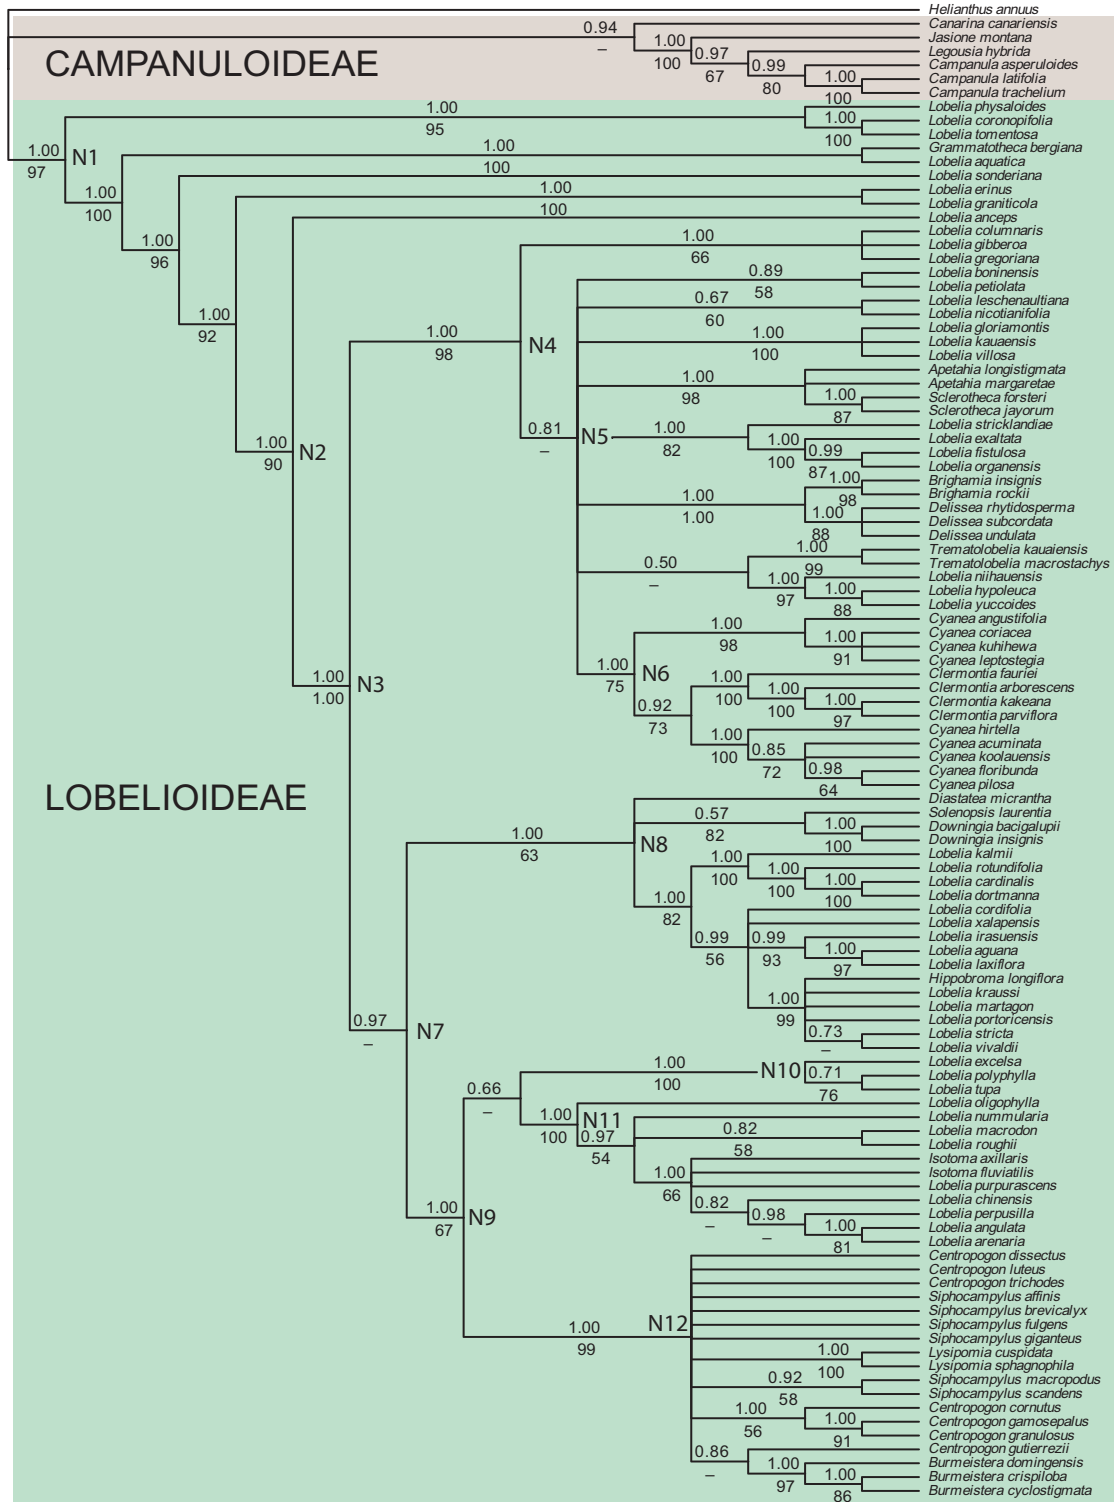 Helianthus annuus
0.94
–
Canarina canariensis
1.00
100
Jasione montana
0.97
67
Legousia hybrida
0.99
80
Campanula asperuloides
1.00
100
Campanula latifolia
Campanula trachelium
CAMPANULOIDEAE
1.00
95
Lobelia physaloides
1.00
100
Lobelia coronopifolia
Lobelia tomentosa
1.00
97
N1
1.00
100
Grammatotheca bergiana
Lobelia aquatica
1.00
100
Lobelia sonderiana
1.00
96
1.00
100
Lobelia erinus
Lobelia graniticola
1.00
92
Lobelia anceps
1.00
90
N2
1.00
66
Lobelia columnaris
Lobelia gibberoa
Lobelia gregoriana
1.00
98
N4
0.89
58
Lobelia boninensis
Lobelia petiolata
0.67
60
Lobelia leschenaultiana
Lobelia nicotianifolia
1.00
100
Lobelia gloriamontis
Lobelia kauaensis
Lobelia villosa
1.00
98
Apetahia longistigmata
Apetahia margaretae
1.00
87
Sclerotheca forsteri
Sclerotheca jayorum
0.81
–
N5
1.00
82
Lobelia stricklandiae
1.00
100
Lobelia exaltata
0.99
87
Lobelia fistulosa
Lobelia organensis
1.00
1.00
1.00
98
Brighamia insignis
Brighamia rockii
1.00
88
Delissea rhytidosperma
Delissea subcordata
Delissea undulata
0.50
–
1.00
99
Trematolobelia kauaiensis
Trematolobelia macrostachys
1.00
97
Lobelia niihauensis
1.00
88
Lobelia hypoleuca
Lobelia yuccoides
1.00
75
N6
1.00
98
Cyanea angustifolia
1.00
91
Cyanea coriacea
Cyanea kuhihewa
Cyanea leptostegia
0.92
73
1.00
100
Clermontia fauriei
1.00
100
Clermontia arborescens
1.00
97
Clermontia kakeana
Clermontia parviflora
1.00
100
Cyanea hirtella
0.85
72
Cyanea acuminata
Cyanea koolauensis
0.98
64
Cyanea floribunda
Cyanea pilosa
1.00
1.00
N3
LOBELIOIDEAE
1.00
63
N8
Diastatea micrantha
0.57
82
Solenopsis laurentia
1.00
100
Downingia bacigalupii
Downingia insignis
1.00
82
1.00
100
Lobelia kalmii
1.00
100
Lobelia rotundifolia
1.00
100
Lobelia cardinalis
Lobelia dortmanna
0.99
56
Lobelia cordifolia
Lobelia xalapensis
0.99
93
Lobelia irasuensis
1.00
97
Lobelia aguana
Lobelia laxiflora
1.00
99
Hippobroma longiflora
Lobelia kraussi
Lobelia martagon
Lobelia portoricensis
0.73
–
Lobelia stricta
Lobelia vivaldii
0.97
–
N7
0.66
–
1.00
100
N10
Lobelia excelsa
0.71
76
Lobelia polyphylla
Lobelia tupa
1.00
100
N11
Lobelia oligophylla
0.97
54
Lobelia nummularia
0.82
58
Lobelia macrodon
Lobelia roughii
1.00
66
Isotoma axillaris
Isotoma fluviatilis
Lobelia purpurascens
0.82
–
Lobelia chinensis
0.98
–
Lobelia perpusilla
1.00
81
Lobelia angulata
Lobelia arenaria
1.00
67
N9
1.00
99
N12
Centropogon dissectus
Centropogon luteus
Centropogon trichodes
Siphocampylus affinis
Siphocampylus brevicalyx
Siphocampylus fulgens
Siphocampylus giganteus
1.00
100
Lysipomia cuspidata
Lysipomia sphagnophila
0.92
58
Siphocampylus macropodus
Siphocampylus scandens
1.00
56
Centropogon cornutus
1.00
91
Centropogon gamosepalus
Centropogon granulosus
0.86
–
Centropogon gutierrezii
1.00
97
Burmeistera domingensis
1.00
86
Burmeistera crispiloba
Burmeistera cyclostigmata